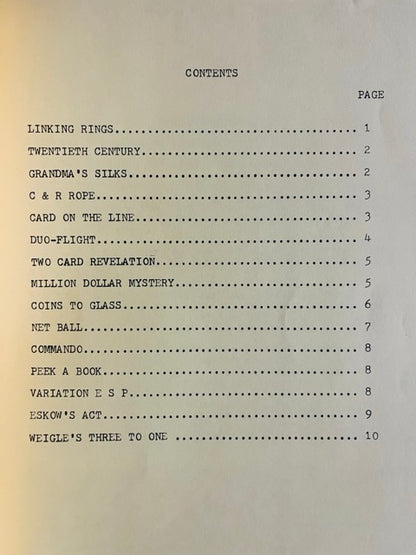 CONTENTS
PAGE
LINKING RINGS..................................... 1
TWENTIETH CENTURY................................. 2
GRANDMA'S SILKS................................... 2
C & R ROPE........................................ 3
CARD ON THE LINE.................................. 3
DUO-FLIGHT........................................ 4
TWO CARD REVELATION............................... 5
MILLION DOLLAR MYSTERY............................ 5
COINS TO GLASS.................................... 6
NET BALL.......................................... 7
COMMANDO.......................................... 8
PEEK A BOOK....................................... 8
VARIATION E S P................................... 8
ESKOW'S ACT....................................... 9
WEIGLE'S THREE TO ONE ............................ 10